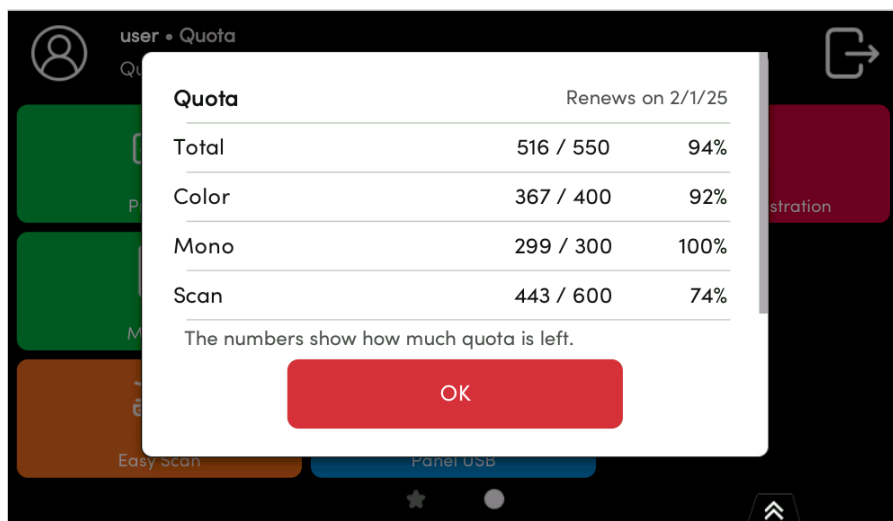 user • Quota
Quota
Renews on 2/1/25
Total 516 / 550 94%
Color 367 / 400 92%
Mono 299 / 300 100%
Scan 443 / 600 74%
The numbers show how much quota is left.
OK
Easy Scan
Panel USB